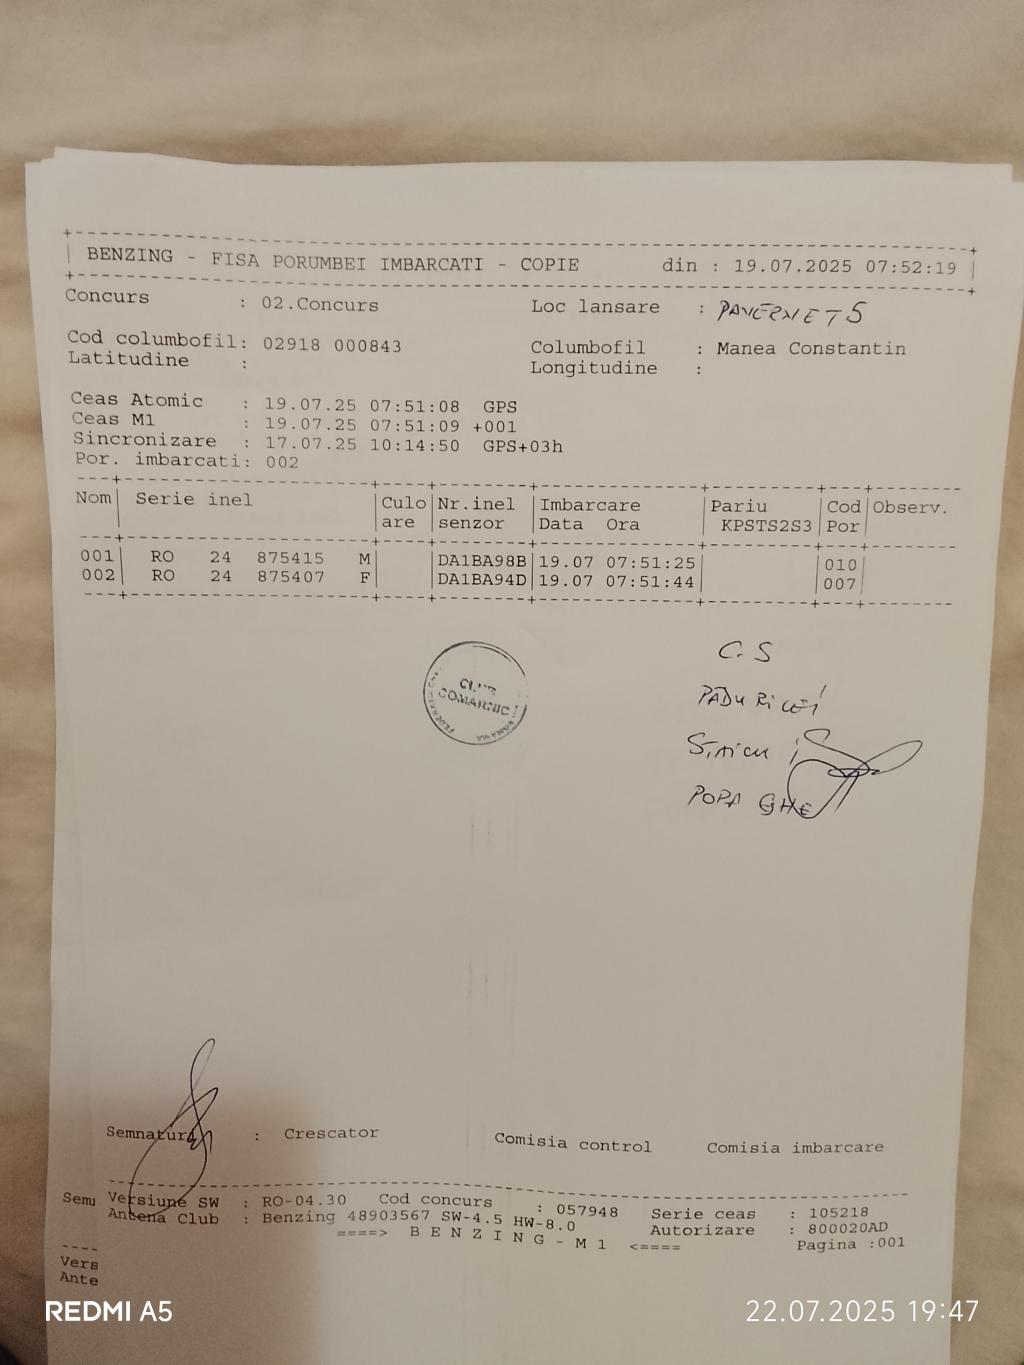 BENZING - FISA PORUMBEI IMBARCATI - COPIE din : 19.07.2025 07:52:19
Concurs : 02.Concurs Loc lansare :
Cod columbofil: 02918 000843 Columbofil : Manea Constantin
Latitudine : Longitudine :
Ceas Atomic : 19.07.25 07:51:08 GPS
Ceas M1 : 19.07.25 07:51:09 +001
Sincronizare : 17.07.25 10:14:50 GPS+03h
Por. imbarcati: 002
Nom Serie inel Culo Nr.inel Imbarcare Pariu Cod Observ.
are senzor Data Ora KPSTS2S3 Por
001 RO 24 875415 M DA1BA98B 19.07 07:51:25 010
002 RO 24 875407 F DA1BA94D 19.07 07:51:44 007
C.S
COMARNIC
POPA GHE
Semnatura : Crescator Comisia control Comisia imbarcare
Semn Versiune SW : RO-04.30 Cod concurs : 057948 Serie ceas : 105218
Antena Club : Benzing 48903567 SW-4.5 HW-8.0 Autorizare : 800020AD
====> B E N Z I N G - M 1 <==== Pagina :001
Vers
Ante
REDMI A5 22.07.2025 19:47